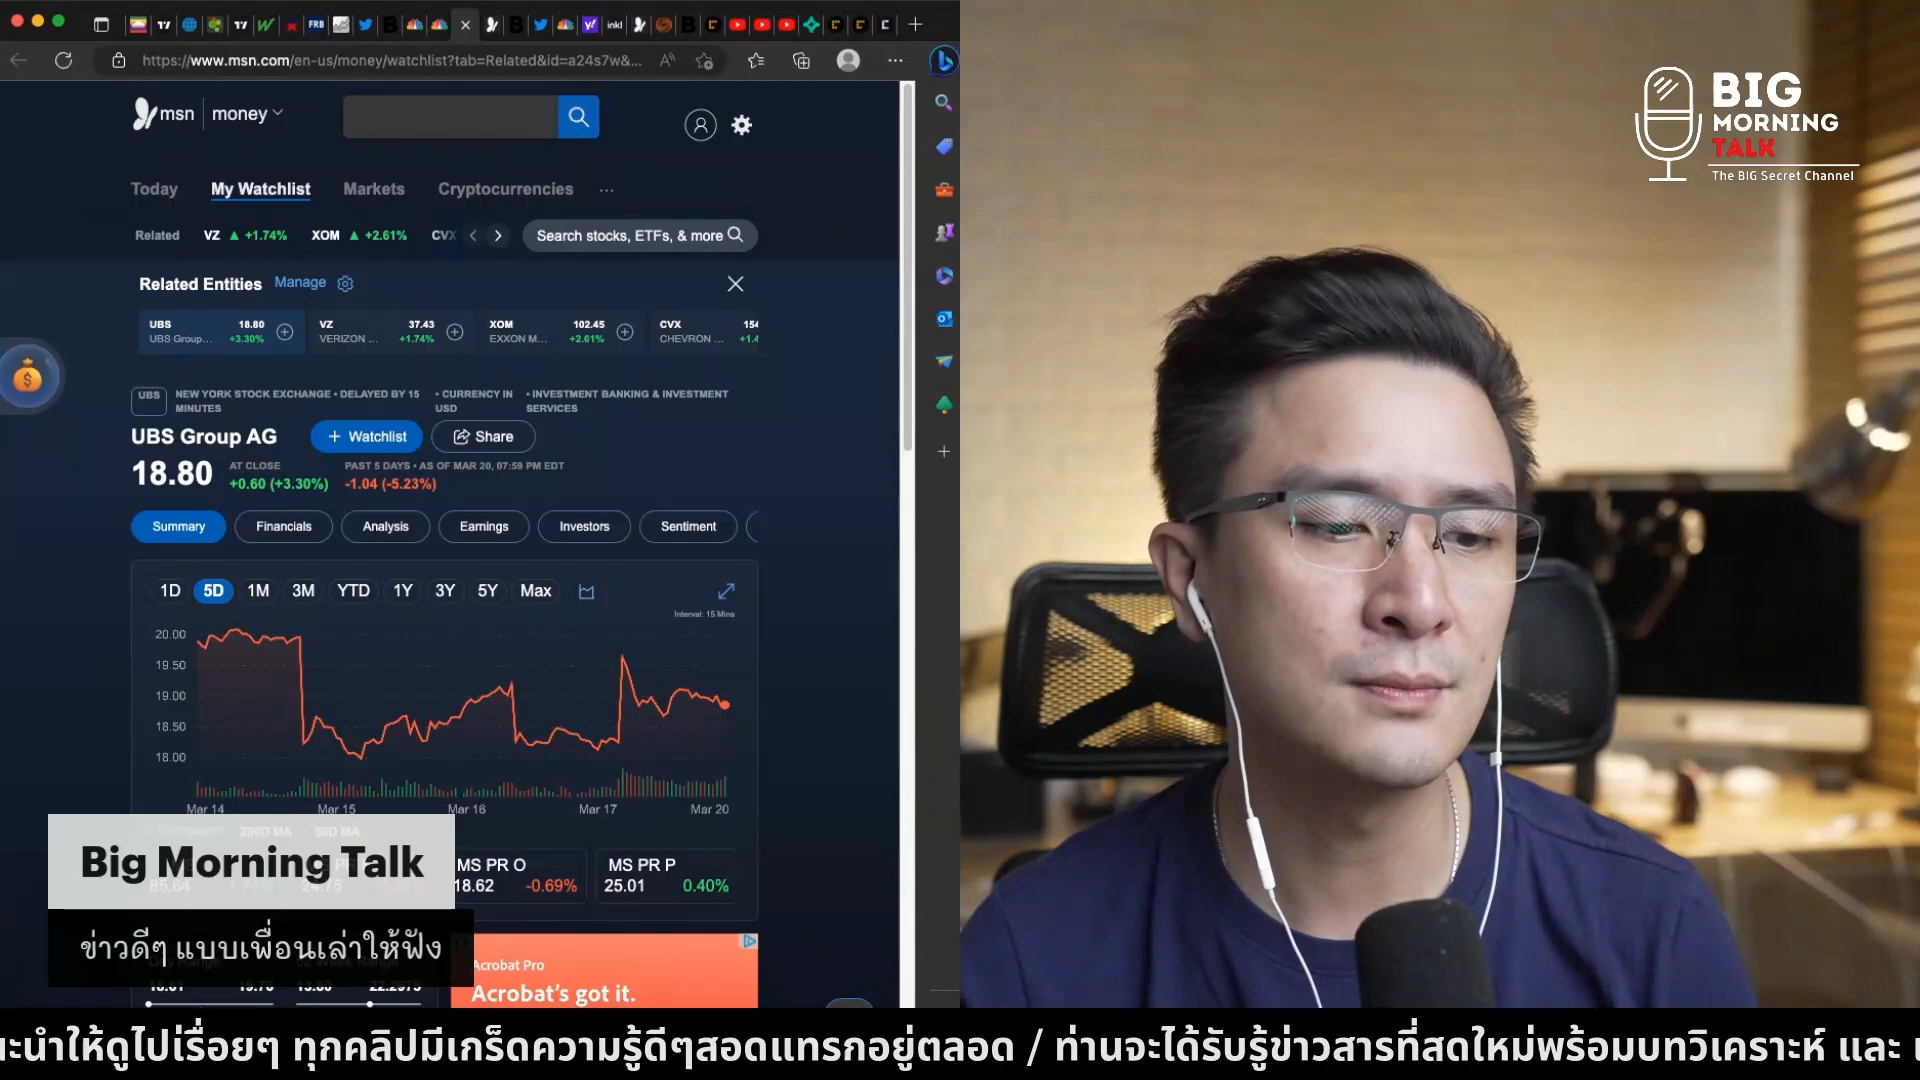 FRB
inkl
https://www.msn.com/en-us/money/watchlist?tab=Related&id=a24s7w&...
msn money
Today My Watchlist Markets Cryptocurrencies ...
Related VZ ▲ +1.74% XOM ▲ +2.61% CVX Search stocks, ETFs, & more
Related Entities Manage
UBS 18.80 VZ 37.43 XOM 102.45 CVX
UBS Group... +3.30% VERIZON ... +1.74% EXXON M... +2.61% CHEVRON ...
UBS
NEW YORK STOCK EXCHANGE • DELAYED BY 15 MINUTES • CURRENCY IN USD • INVESTMENT BANKING & INVESTMENT SERVICES
UBS Group AG + Watchlist Share
18.80
AT CLOSE PAST 5 DAYS • AS OF MAR 20, 07:59 PM EDT
+0.60 (+3.30%) -1.04 (-5.23%)
Summary Financials Analysis Earnings Investors Sentiment
1D 5D 1M 3M YTD 1Y 3Y 5Y Max
Interval: 15 Mins
20.00
19.50
19.00
18.50
18.00
Mar 14 Mar 15 Mar 16 Mar 17 Mar 20
200D MA 50D MA
MS PR O MS PR P
18.62 -0.69% 25.01 0.40%
Big Morning Talk
ข่าวดีๆ แบบเพื่อนเล่าให้ฟัง
Acrobat Pro
Acrobat's got it.
BIG
MORNING
TALK
The BIG Secret Channel
ะนำให้ดูไปเรื่อยๆ ทุกคลิปมีเกร็ดความรู้ดีๆสอดแทรกอยู่ตลอด / ท่านจะได้รับรู้ข่าวสารที่สดใหม่พร้อมบทวิเคราะห์ และ